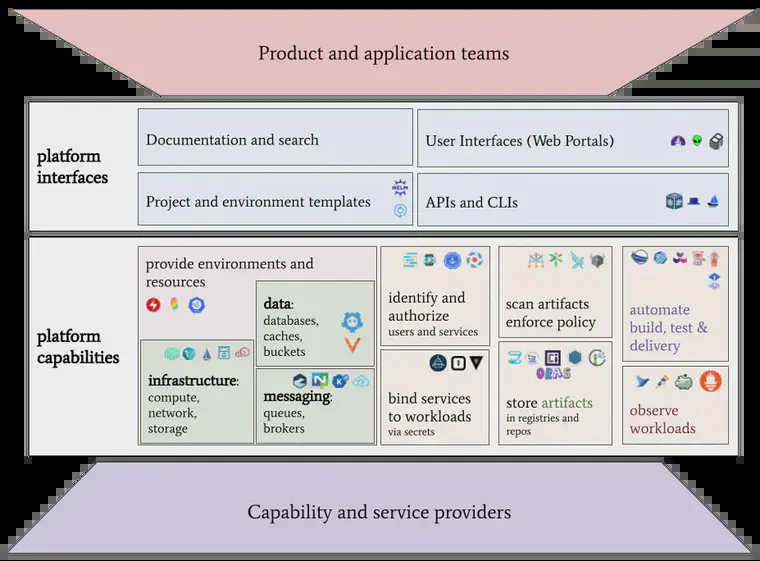 Product and application teams
platform
interfaces
Documentation and search
User Interfaces (Web Portals)
Project and environment templates
HELM
APIs and CLIs
platform
capabilities
provide environments and
resources
data:
databases,
caches,
buckets
infrastructure:
compute,
network,
storage
messaging:
queues,
brokers
identify and
authorize
users and services
bind services
to workloads
via secrets
scan artifacts
enforce policy
ORAS
store artifacts
in registries and
repos
automate
build, test &
delivery
observe
workloads
Capability and service providers